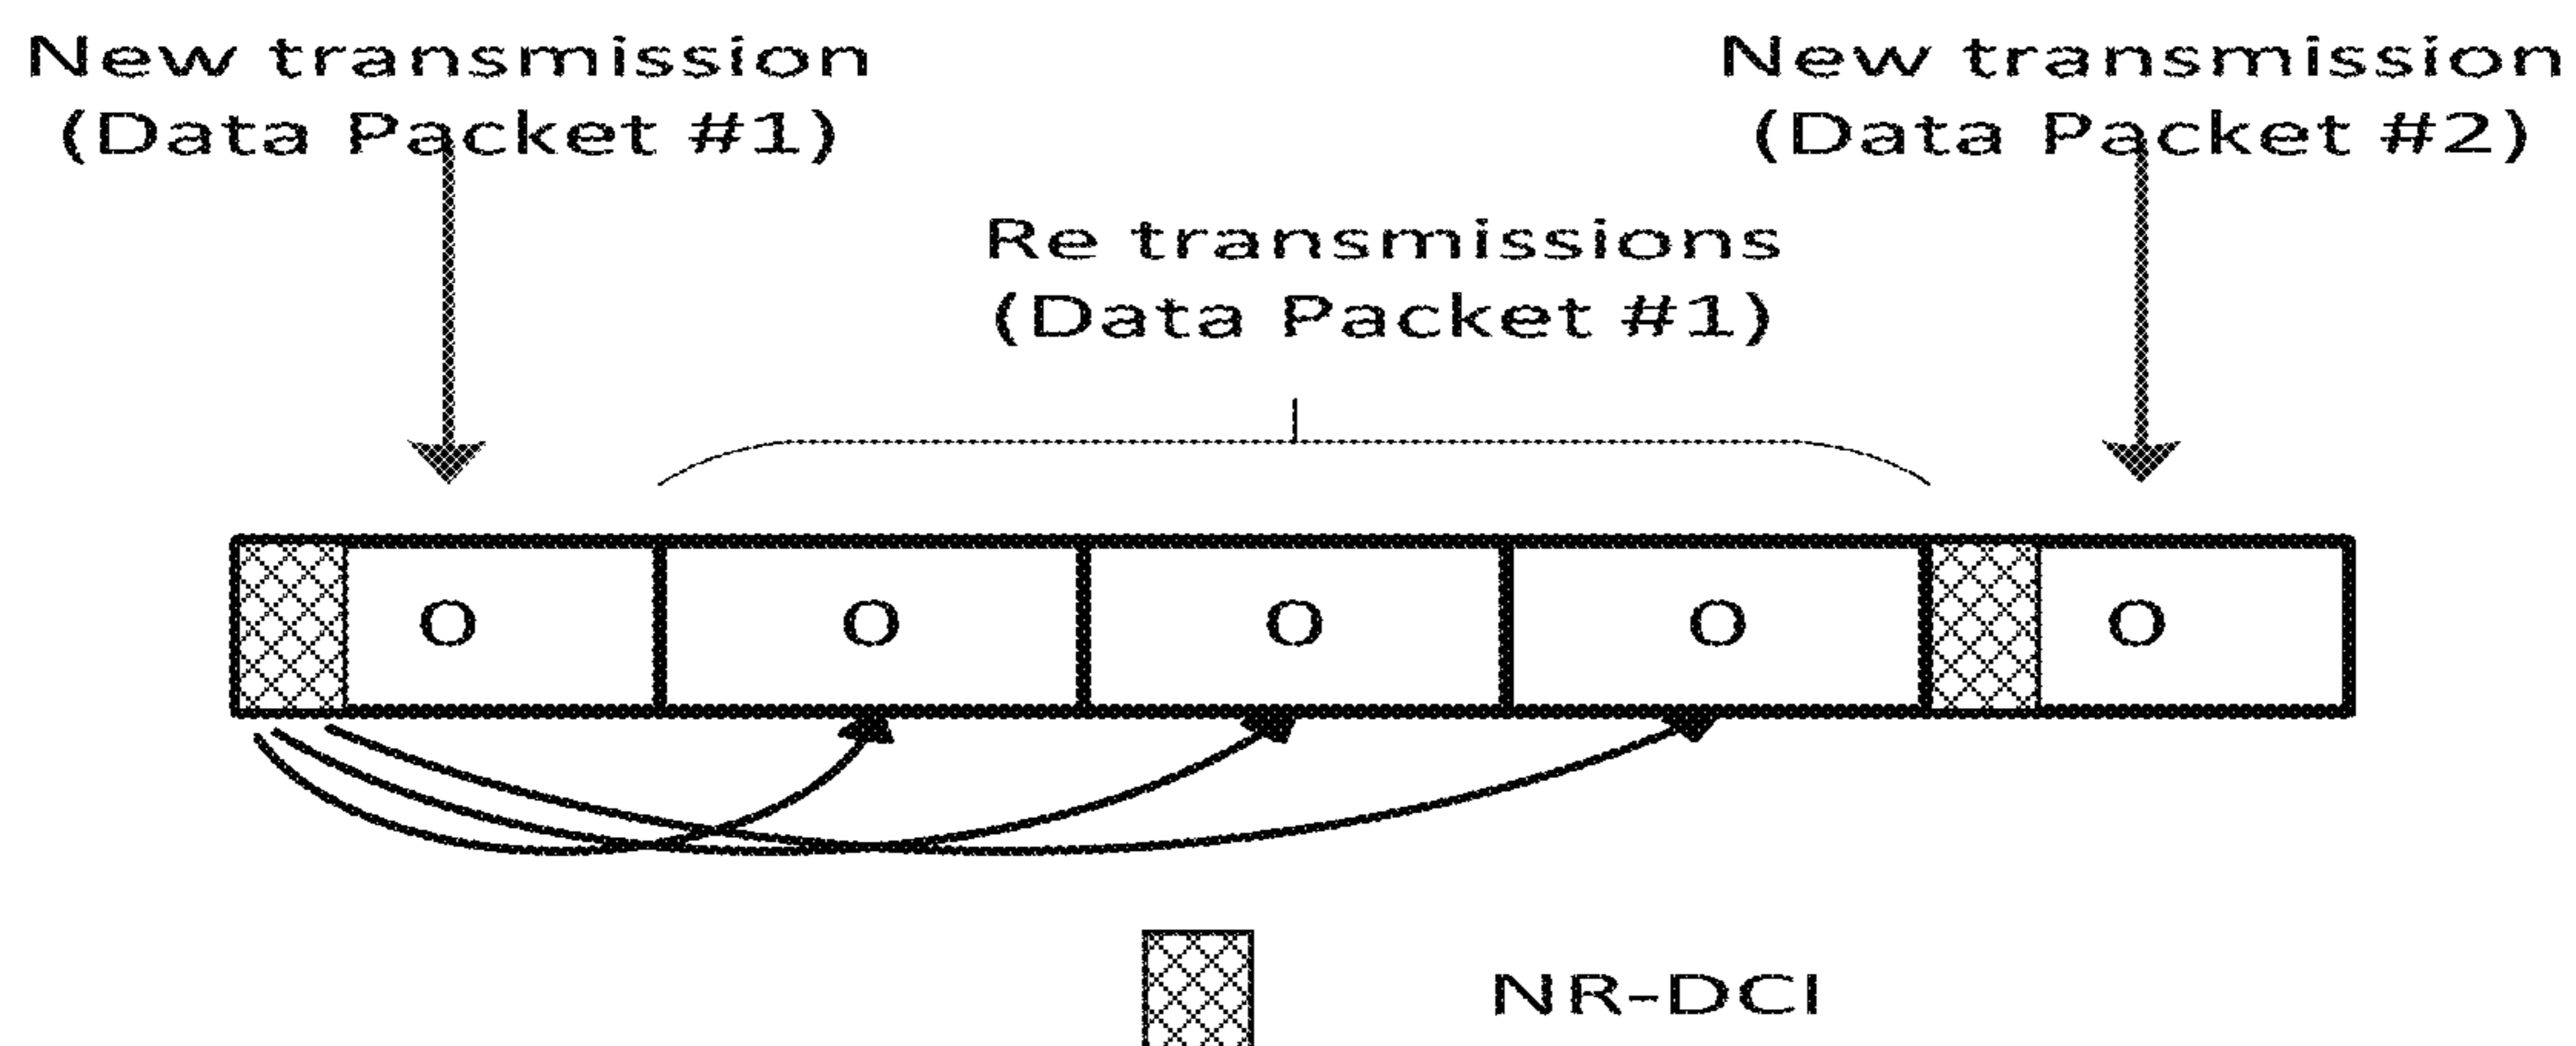 New transmission
(Data Packet #1)
New transmission
(Data Packet #2)
Re transmissions
(Data Packet #1)
O O O O O
NR-DCI